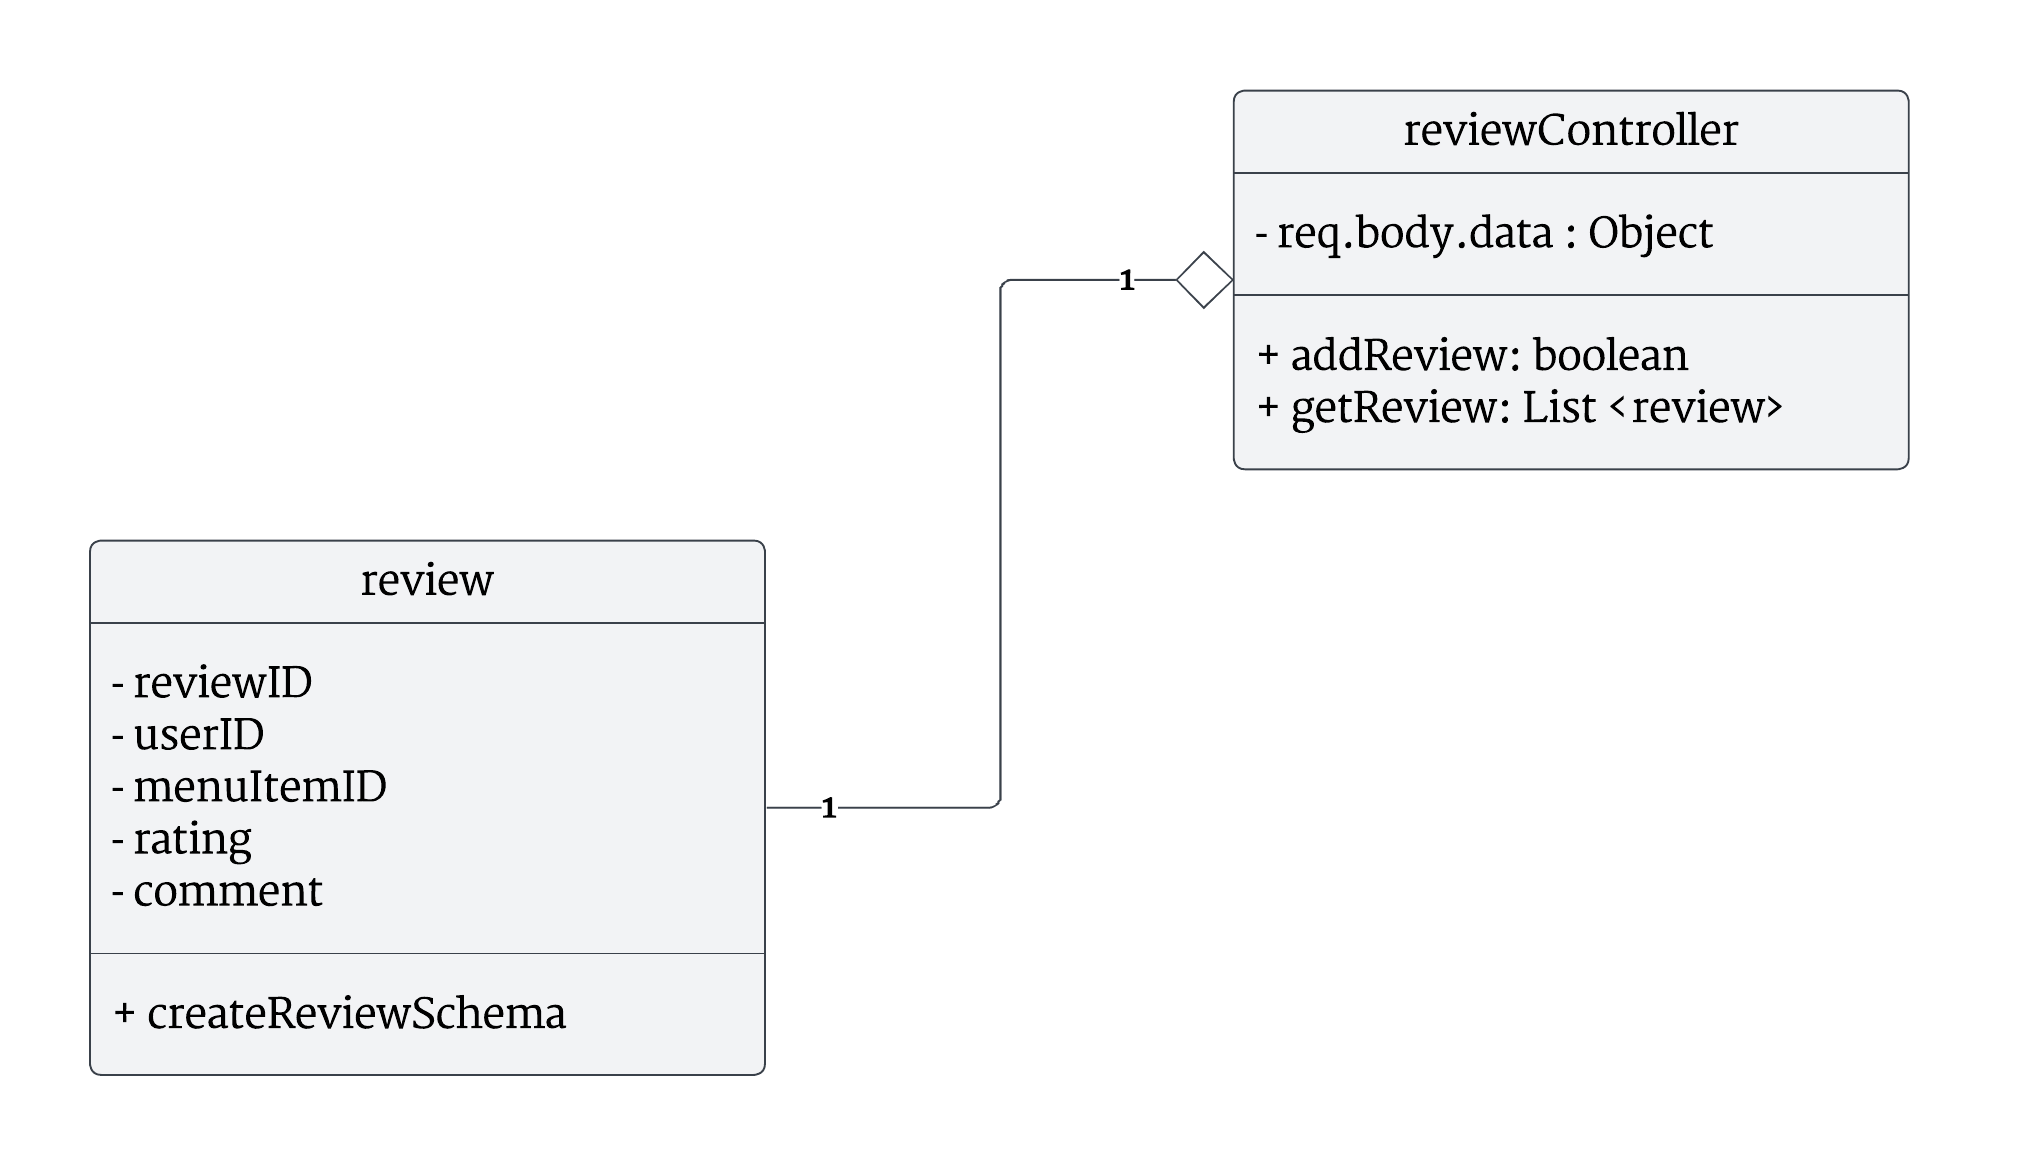 reviewController
- req.body.data : Object
+ addReview: boolean
+ getReview: List <review>
1
review
- reviewID
- userID
- menuItemID
- rating
- comment
+ createReviewSchema
1